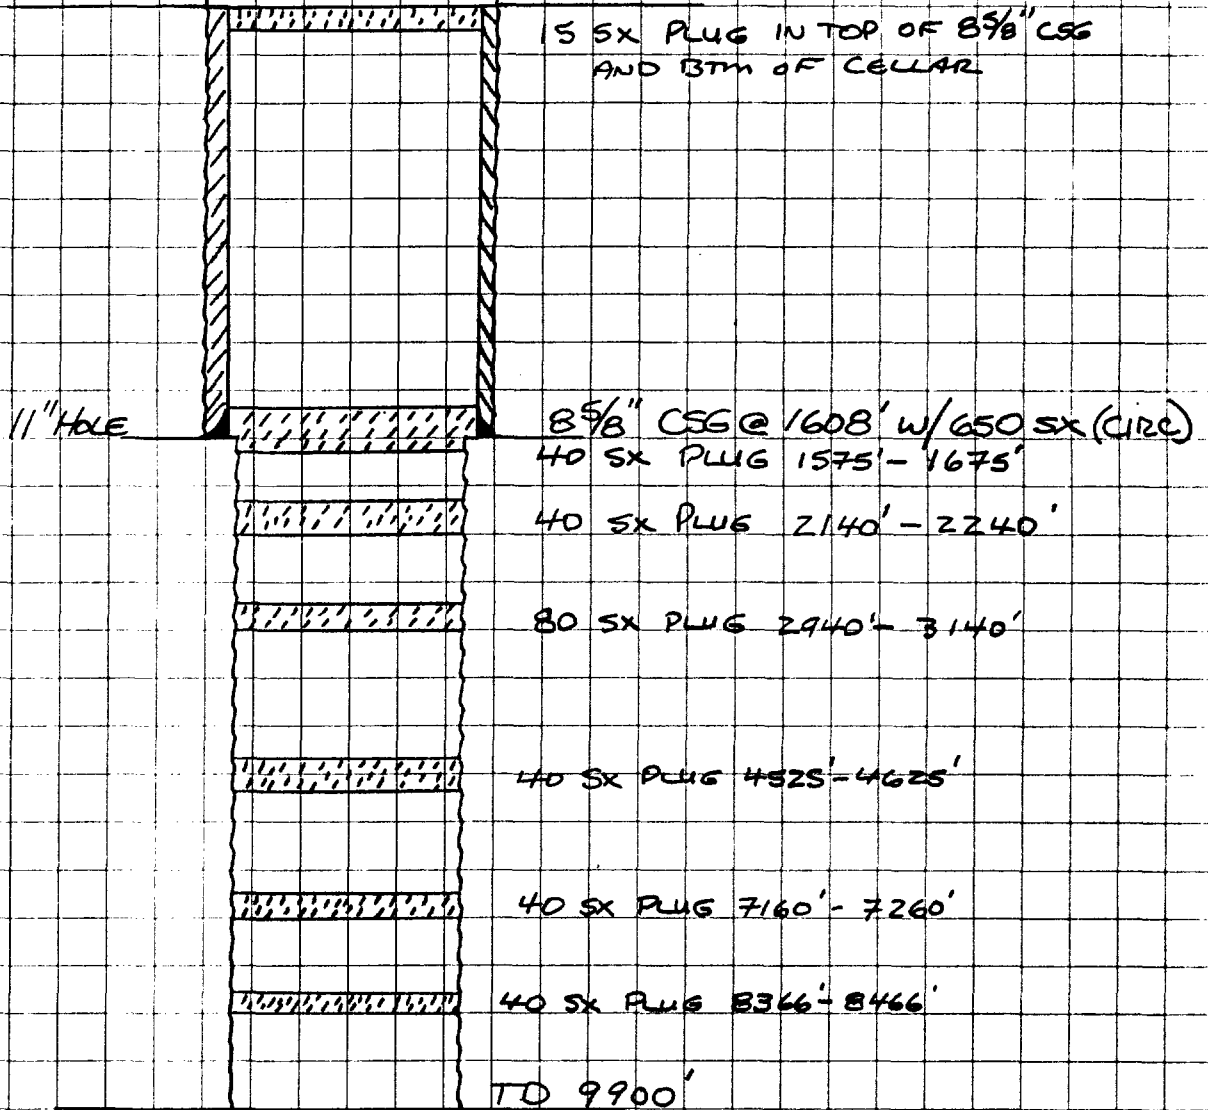 15 SX PLUG IN TOP OF 8 5/8" CSG
AND BTM OF CELLAR
11" HOLE
8 5/8" CSG @ 1608' W/ 650 SX (CIRC)
40 SX PLUG 1575' - 1675'
40 SX PLUG 2140' - 2240'
80 SX PLUG 2940' - 3140'
40 SX PLUG 4525' - 4625'
40 SX PLUG 7160' - 7260'
40 SX PLUG 8366' - 8466'
TD 9900'